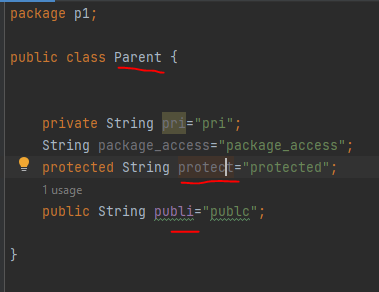 package p1;
public class Parent {
private String pri="pri";
String package_access="package_access";
protected String protect="protected";
1 usage
public String publi="publc";
}